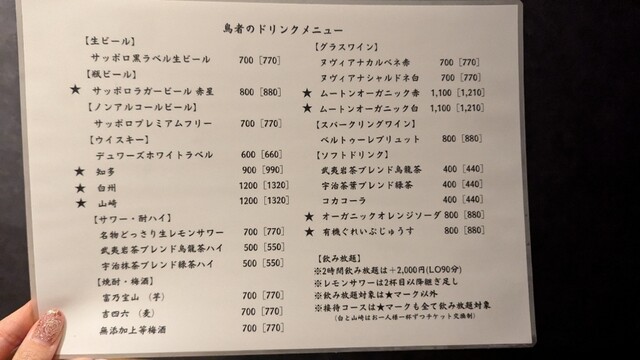 鳥者のドリンクメニュー
【生ビール】
サッポロ黒ラベル生ビール 700 [770]
【瓶ビール】
★ サッポロラガービール 赤星 800 [880]
【ノンアルコールビール】
サッポロプレミアムフリー 700 [770]
【ウイスキー】
デュワーズホワイトラベル 600 [660]
★ 知多 900 [990]
★ 白州 1200 [1320]
★ 山崎 1200 [1320]
【サワー・酎ハイ】
名物どっさり生レモンサワー 700 [770]
武夷岩茶ブレンド烏龍茶ハイ 500 [550]
宇治抹茶ブレンド緑茶ハイ 500 [550]
【焼酎・梅酒】
富乃宝山 (芋) 700 [770]
吉四六 (麦) 700 [770]
無添加上等梅酒 700 [770]
【グラスワイン】
ヌヴィアナカルベネ赤 700 [770]
ヌヴィアナシャルドネ白 700 [770]
★ ムートンオーガニック赤 1,100 [1,210]
★ ムートンオーガニック白 1,100 [1,210]
【スパークリングワイン】
ベルトゥーレブリュット 800 [880]
【ソフトドリンク】
武夷岩茶ブレンド烏龍茶 400 [440]
宇治茶葉ブレンド緑茶 400 [440]
コカコーラ 400 [440]
★ オーガニックオレンジソーダ 800 [880]
★ 有機ぐれいぷじゅうす 800 [880]
【飲み放題】
※2時間飲み放題は+2,000円(LO90分)
※レモンサワーは2杯目以降継ぎ足し
※飲み放題対象は★マーク以外
※接待コースは★マークも全て飲み放題対象
(白と山崎はお一人様一杯ずつチケット交換制)